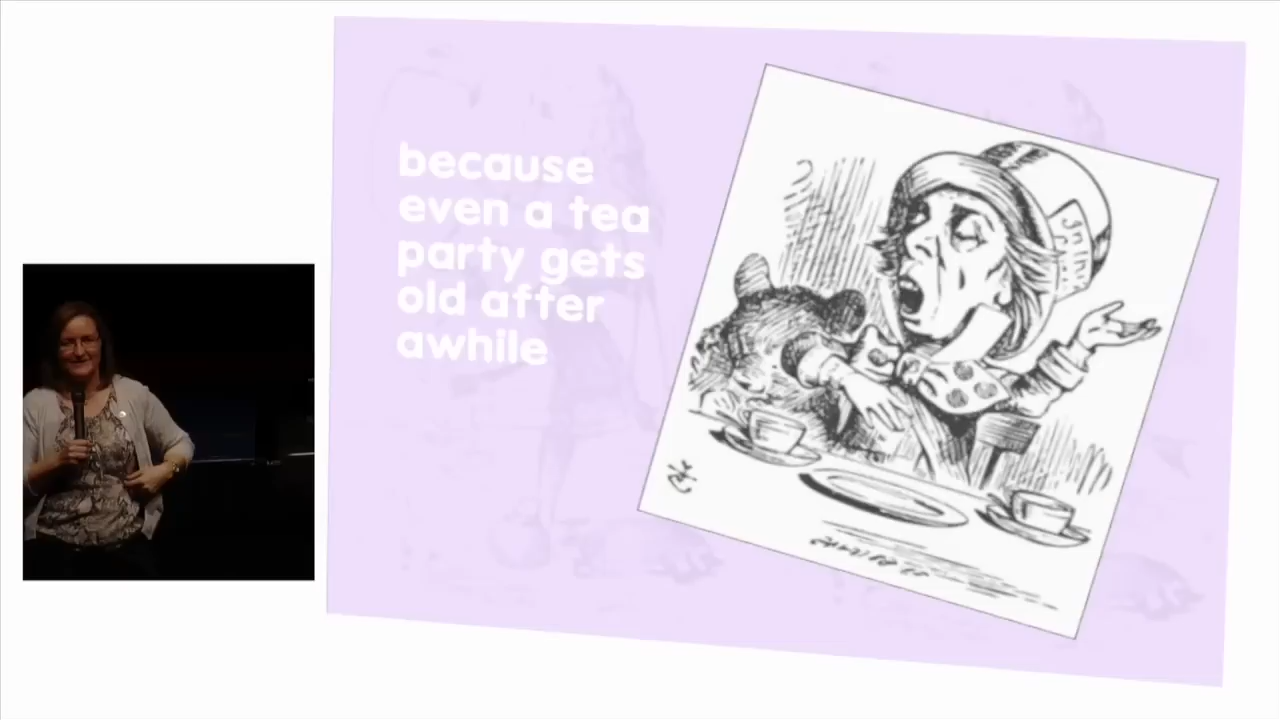 because
even a tea
party gets
old after
awhile